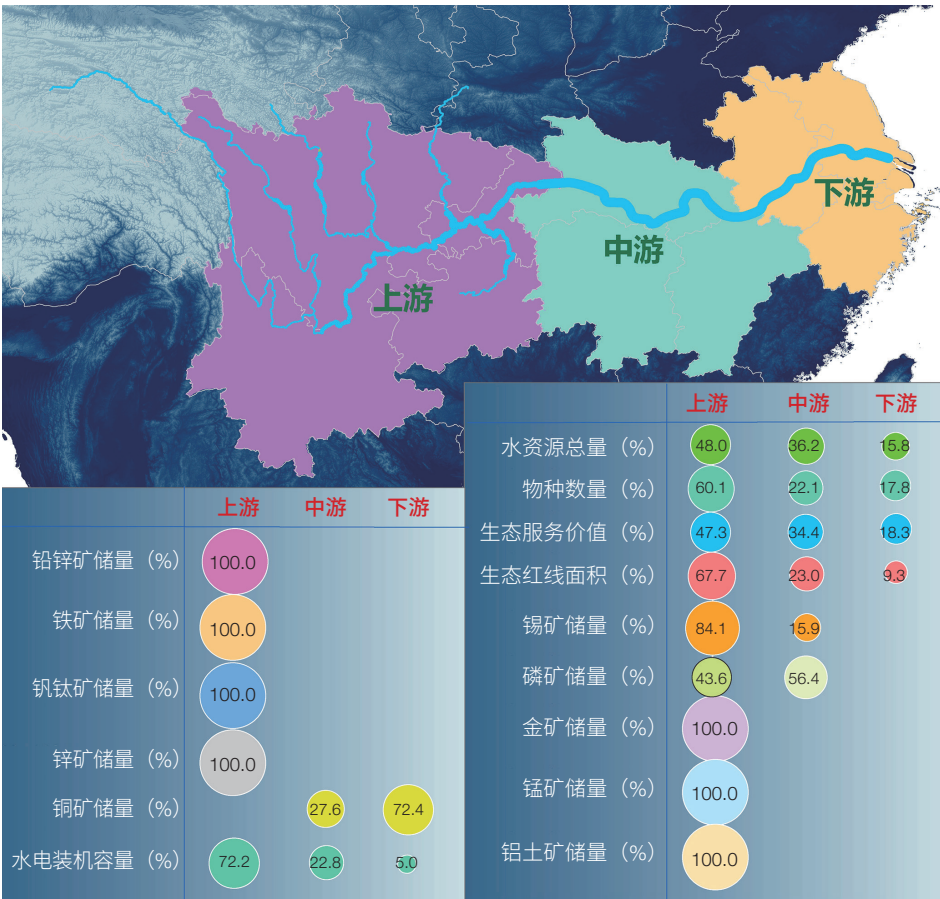 下游
中游
上游
上游 中游 下游
水资源总量（%） 48.0 36.2 15.8
物种数量（%） 60.1 22.1 17.8
生态服务价值（%） 47.3 34.4 18.3
生态红线面积（%） 67.7 23.0 9.3
锡矿储量（%） 84.1 15.9
磷矿储量（%） 43.6 56.4
金矿储量（%） 100.0
锰矿储量（%） 100.0
铝土矿储量（%） 100.0
上游 中游 下游
铅锌矿储量（%） 100.0
铁矿储量（%） 100.0
钒钛矿储量（%） 100.0
锌矿储量（%） 100.0
铜矿储量（%） 27.6 72.4
水电装机容量（%） 72.2 22.8 5.0